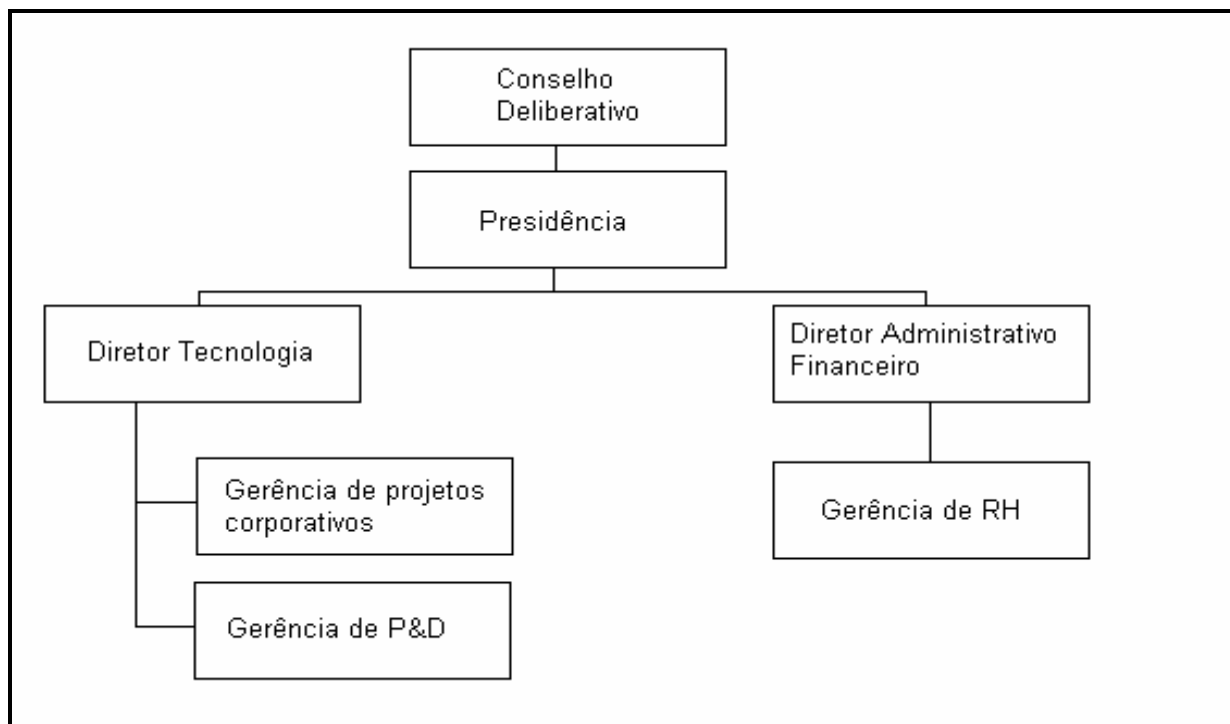 Conselho
Deliberativo
Presidência
Diretor Tecnologia
Diretor Administrativo
Financeiro
Gerência de projetos
corporativos
Gerência de RH
Gerência de P&D